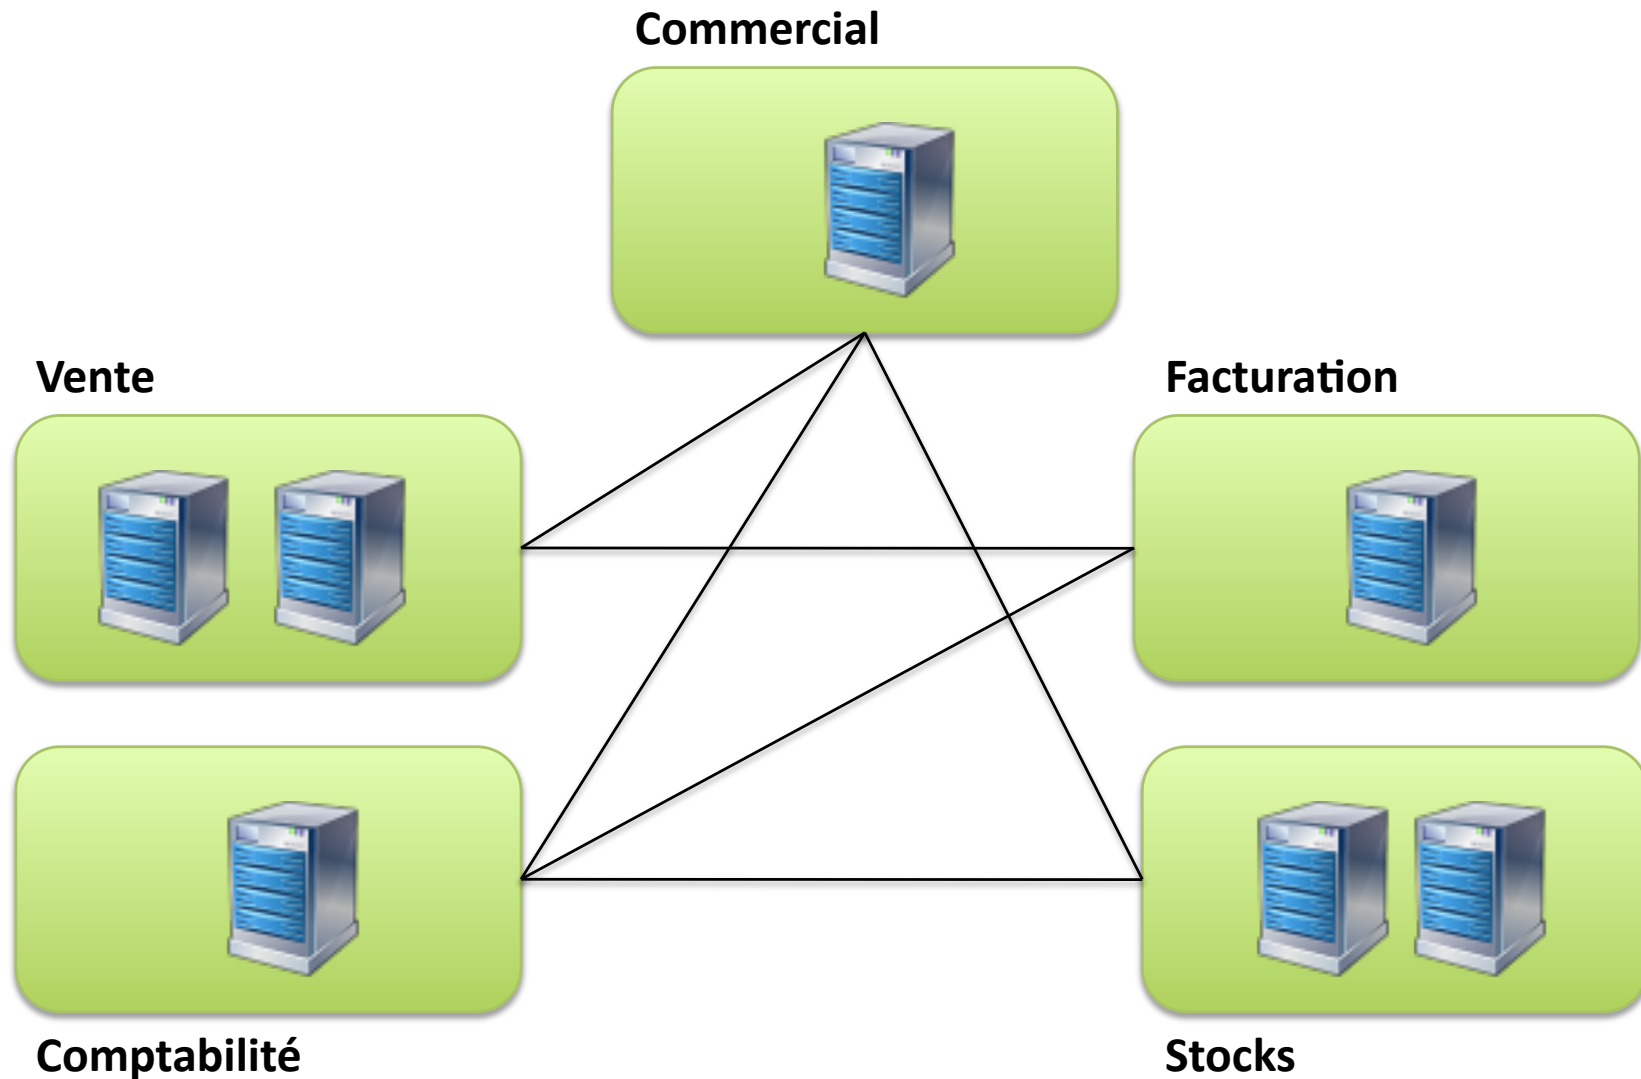 Commercial
Vente
Facturation
Comptabilité
Stocks